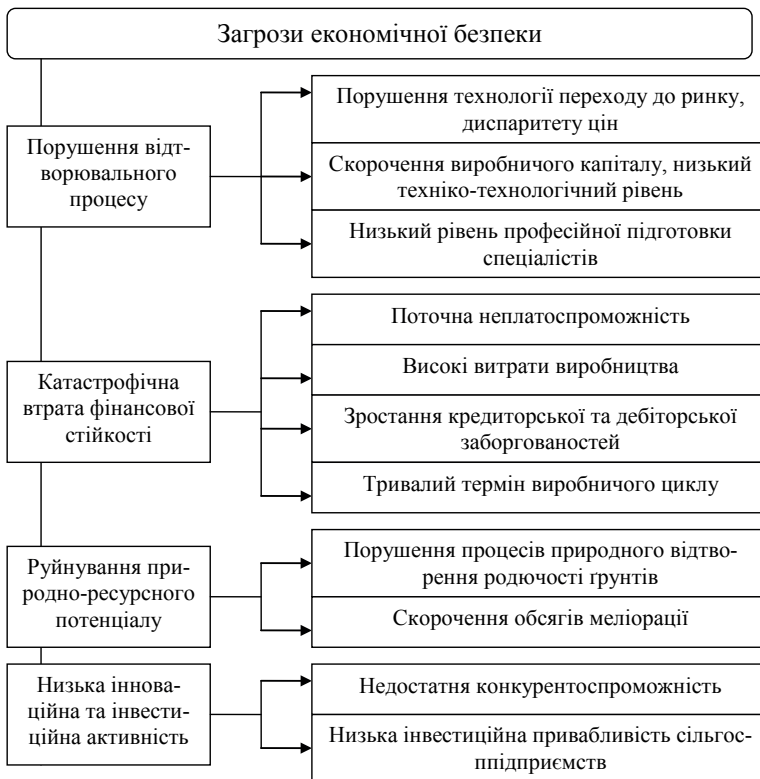 Загрози економічної безпеки
Порушення відт-
ворювального
процесу
Порушення технології переходу до ринку,
диспаритету цін
Скорочення виробничого капіталу, низький
техніко-технологічний рівень
Низький рівень професійної підготовки
спеціалістів
Катастрофічна
втрата фінансової
стійкості
Поточна неплатоспроможність
Високі витрати виробництва
Зростання кредиторської та дебіторської
заборгованостей
Тривалий термін виробничого циклу
Руйнування при-
родно-ресурсного
потенціалу
Порушення процесів природного відтво-
рення родючості ґрунтів
Скорочення обсягів меліорації
Низька іннова-
ційна та інвести-
ційна активність
Недостатня конкурентоспроможність
Низька інвестиційна привабливість сільгос-
ппідприємств